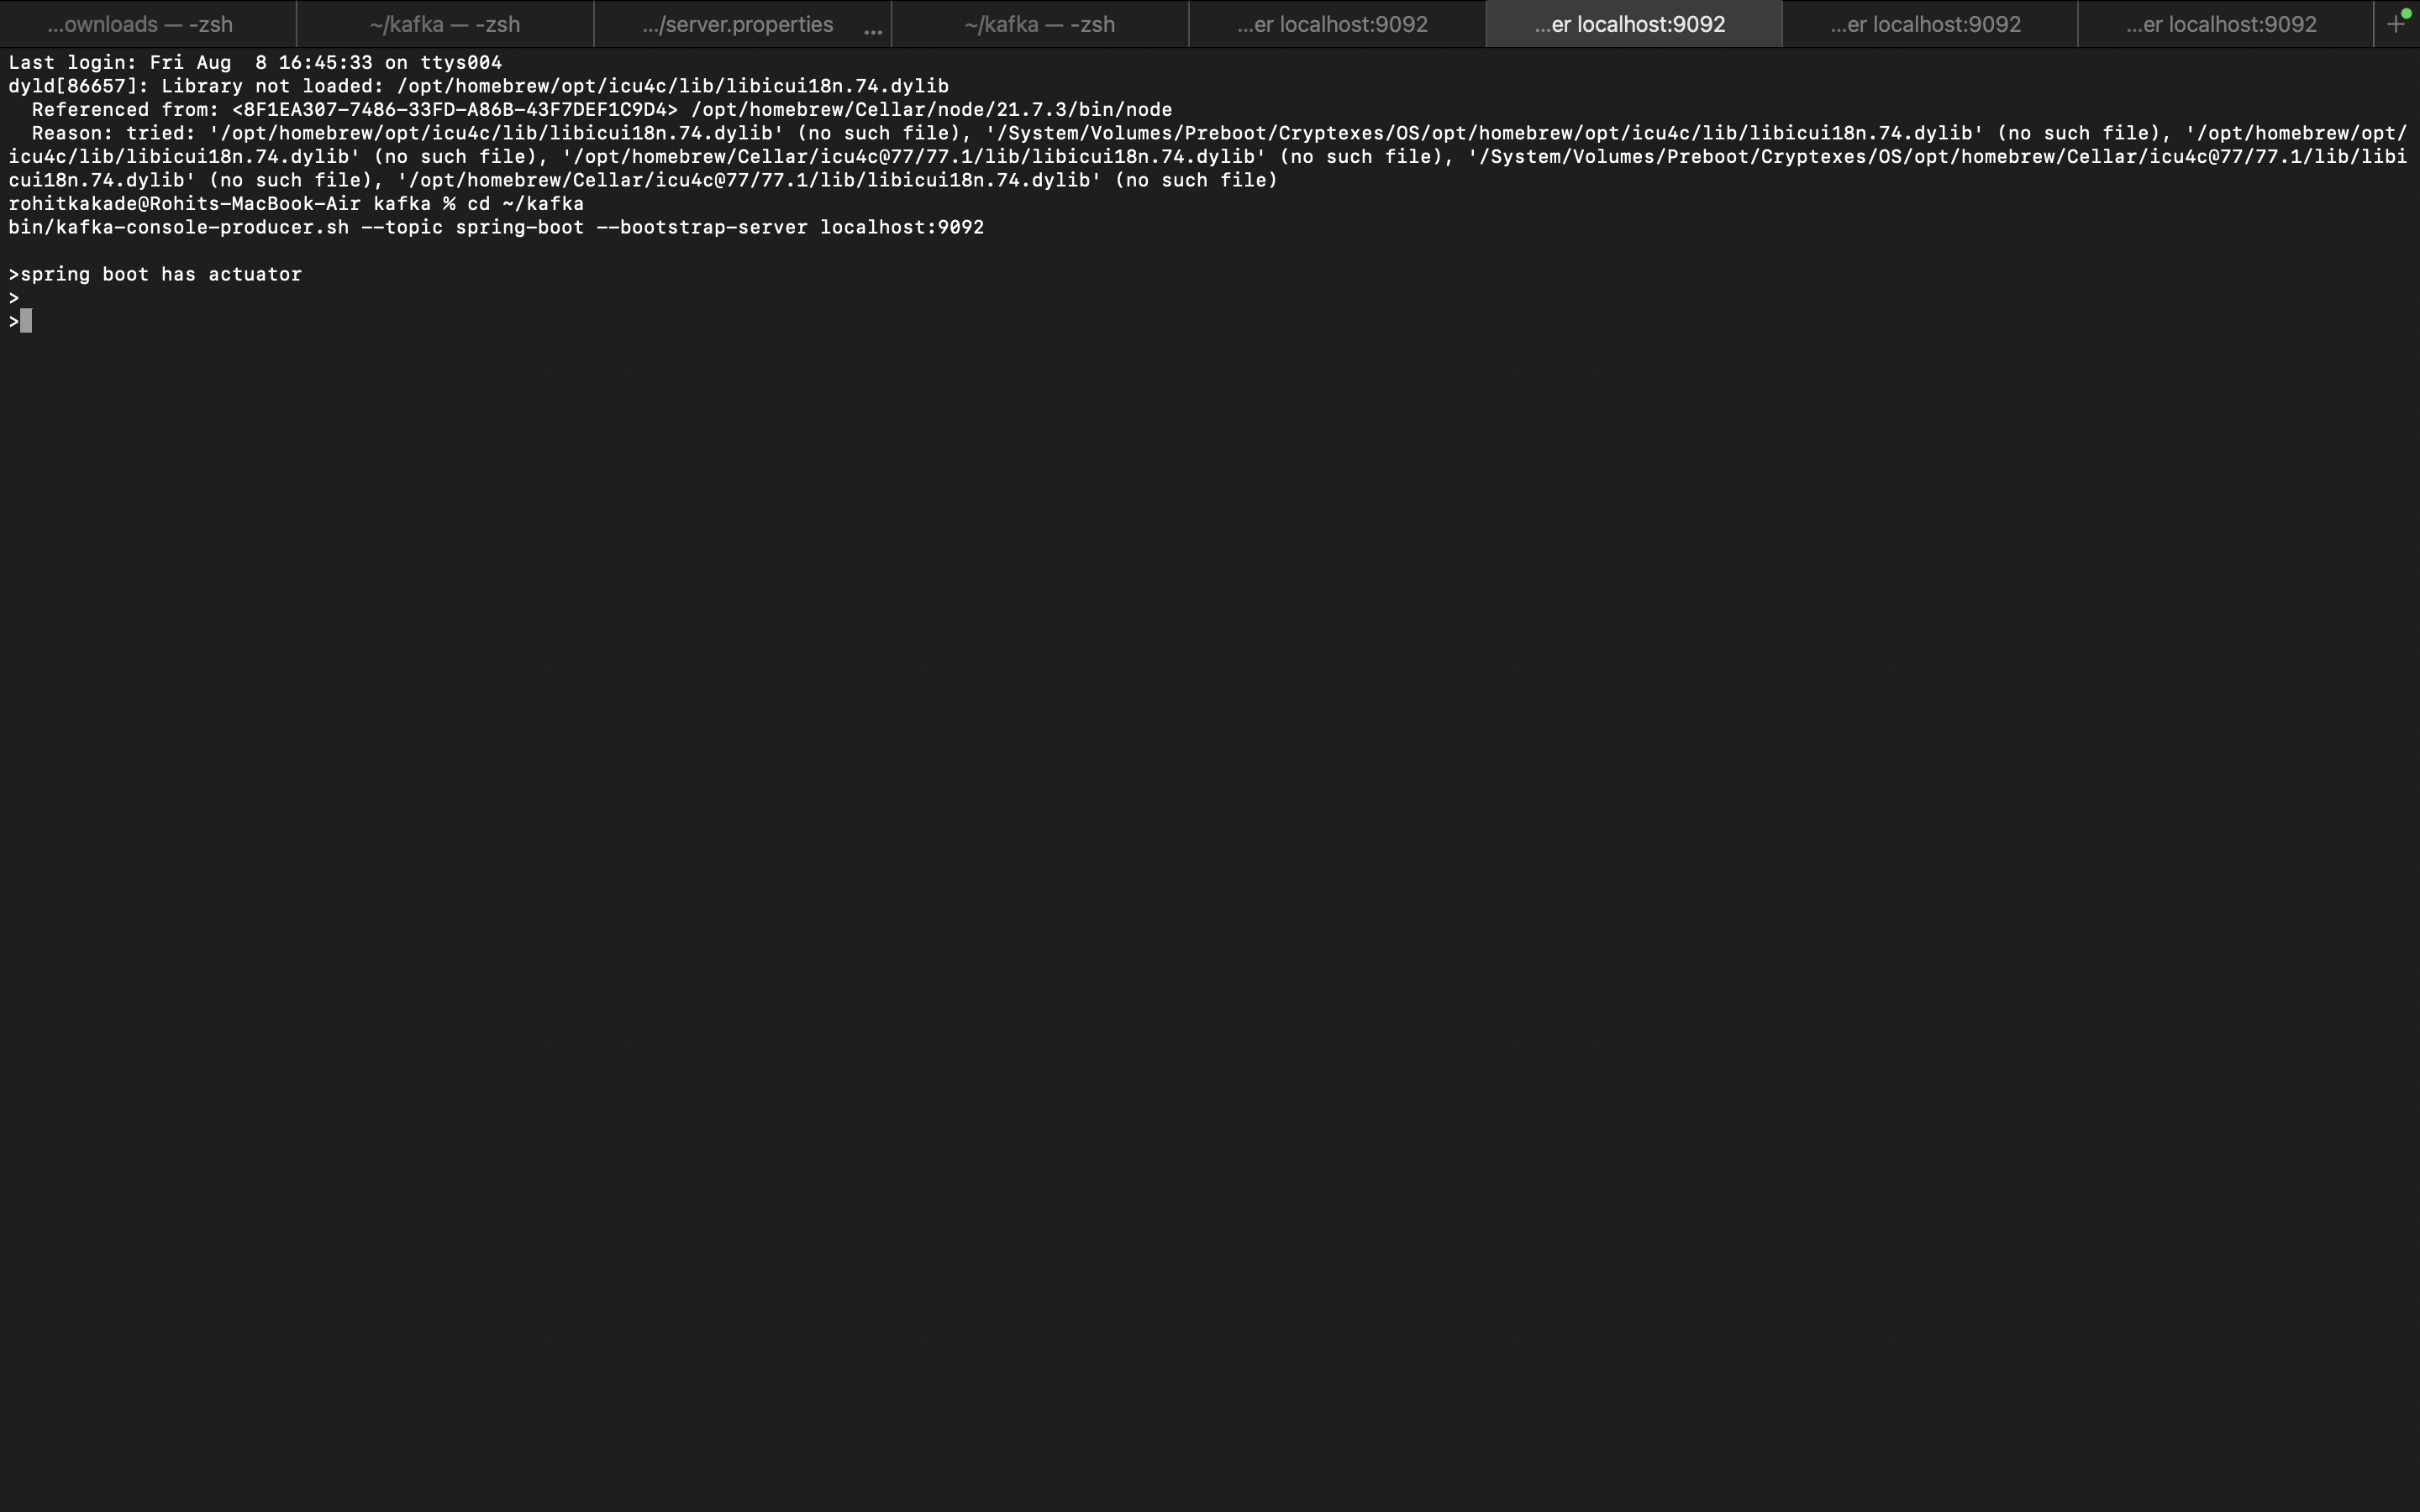 ...ownloads — -zsh
~/kafka — -zsh
.../server.properties ...
~/kafka — -zsh
...er localhost:9092
...er localhost:9092
...er localhost:9092
...er localhost:9092
+
Last login: Fri Aug  8 16:45:33 on ttys004
dyld[86657]: Library not loaded: /opt/homebrew/opt/icu4c/lib/libicui18n.74.dylib
  Referenced from: <8F1EA307-7486-33FD-A86B-43F7DEF1C9D4> /opt/homebrew/Cellar/node/21.7.3/bin/node
  Reason: tried: '/opt/homebrew/opt/icu4c/lib/libicui18n.74.dylib' (no such file), '/System/Volumes/Preboot/Cryptexes/OS/opt/homebrew/opt/icu4c/lib/libicui18n.74.dylib' (no such file), '/opt/homebrew/opt/
icu4c/lib/libicui18n.74.dylib' (no such file), '/opt/homebrew/Cellar/icu4c@77/77.1/lib/libicui18n.74.dylib' (no such file), '/System/Volumes/Preboot/Cryptexes/OS/opt/homebrew/Cellar/icu4c@77/77.1/lib/libi
cui18n.74.dylib' (no such file), '/opt/homebrew/Cellar/icu4c@77/77.1/lib/libicui18n.74.dylib' (no such file)
rohitkakade@Rohits-MacBook-Air kafka % cd ~/kafka
bin/kafka-console-producer.sh --topic spring-boot --bootstrap-server localhost:9092
>spring boot has actuator
>
>